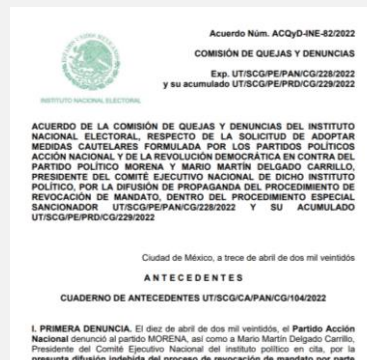 Acuerdo Núm. ACQyD-INE-82/2022
COMISIÓN DE QUEJAS Y DENUNCIAS
Exp. UT/SCG/PE/PAN/CG/228/2022
y su acumulado UT/SCG/PE/PRD/CG/229/2022
INSTITUTO NACIONAL ELECTORAL
ACUERDO DE LA COMISIÓN DE QUEJAS Y DENUNCIAS DEL INSTITUTO
NACIONAL ELECTORAL, RESPECTO DE LA SOLICITUD DE ADOPTAR
MEDIDAS CAUTELARES FORMULADA POR LOS PARTIDOS POLÍTICOS
ACCIÓN NACIONAL Y DE LA REVOLUCIÓN DEMOCRÁTICA EN CONTRA DEL
PARTIDO POLÍTICO MORENA Y MARIO MARTÍN DELGADO CARRILLO,
PRESIDENTE DEL COMITÉ EJECUTIVO NACIONAL DE DICHO INSTITUTO
POLÍTICO, POR LA DIFUSIÓN DE PROPAGANDA DEL PROCEDIMIENTO DE
REVOCACIÓN DE MANDATO, DENTRO DEL PROCEDIMIENTO ESPECIAL
SANCIONADOR UT/SCG/PE/PAN/CG/228/2022 Y SU ACUMULADO
UT/SCG/PE/PRD/CG/229/2022
Ciudad de México, a trece de abril de dos mil veintidós
A N T E C E D E N T E S
CUADERNO DE ANTECEDENTES UT/SCG/CA/PAN/CG/104/2022
I. PRIMERA DENUNCIA. El diez de abril de dos mil veintidós, el Partido Acción
Nacional denunció al partido MORENA, así como a Mario Martín Delgado Carrillo,
Presidente del Comité Ejecutivo Nacional del instituto político en cita, por la
presunta difusión indebida del proceso de revocación de mandato por parte